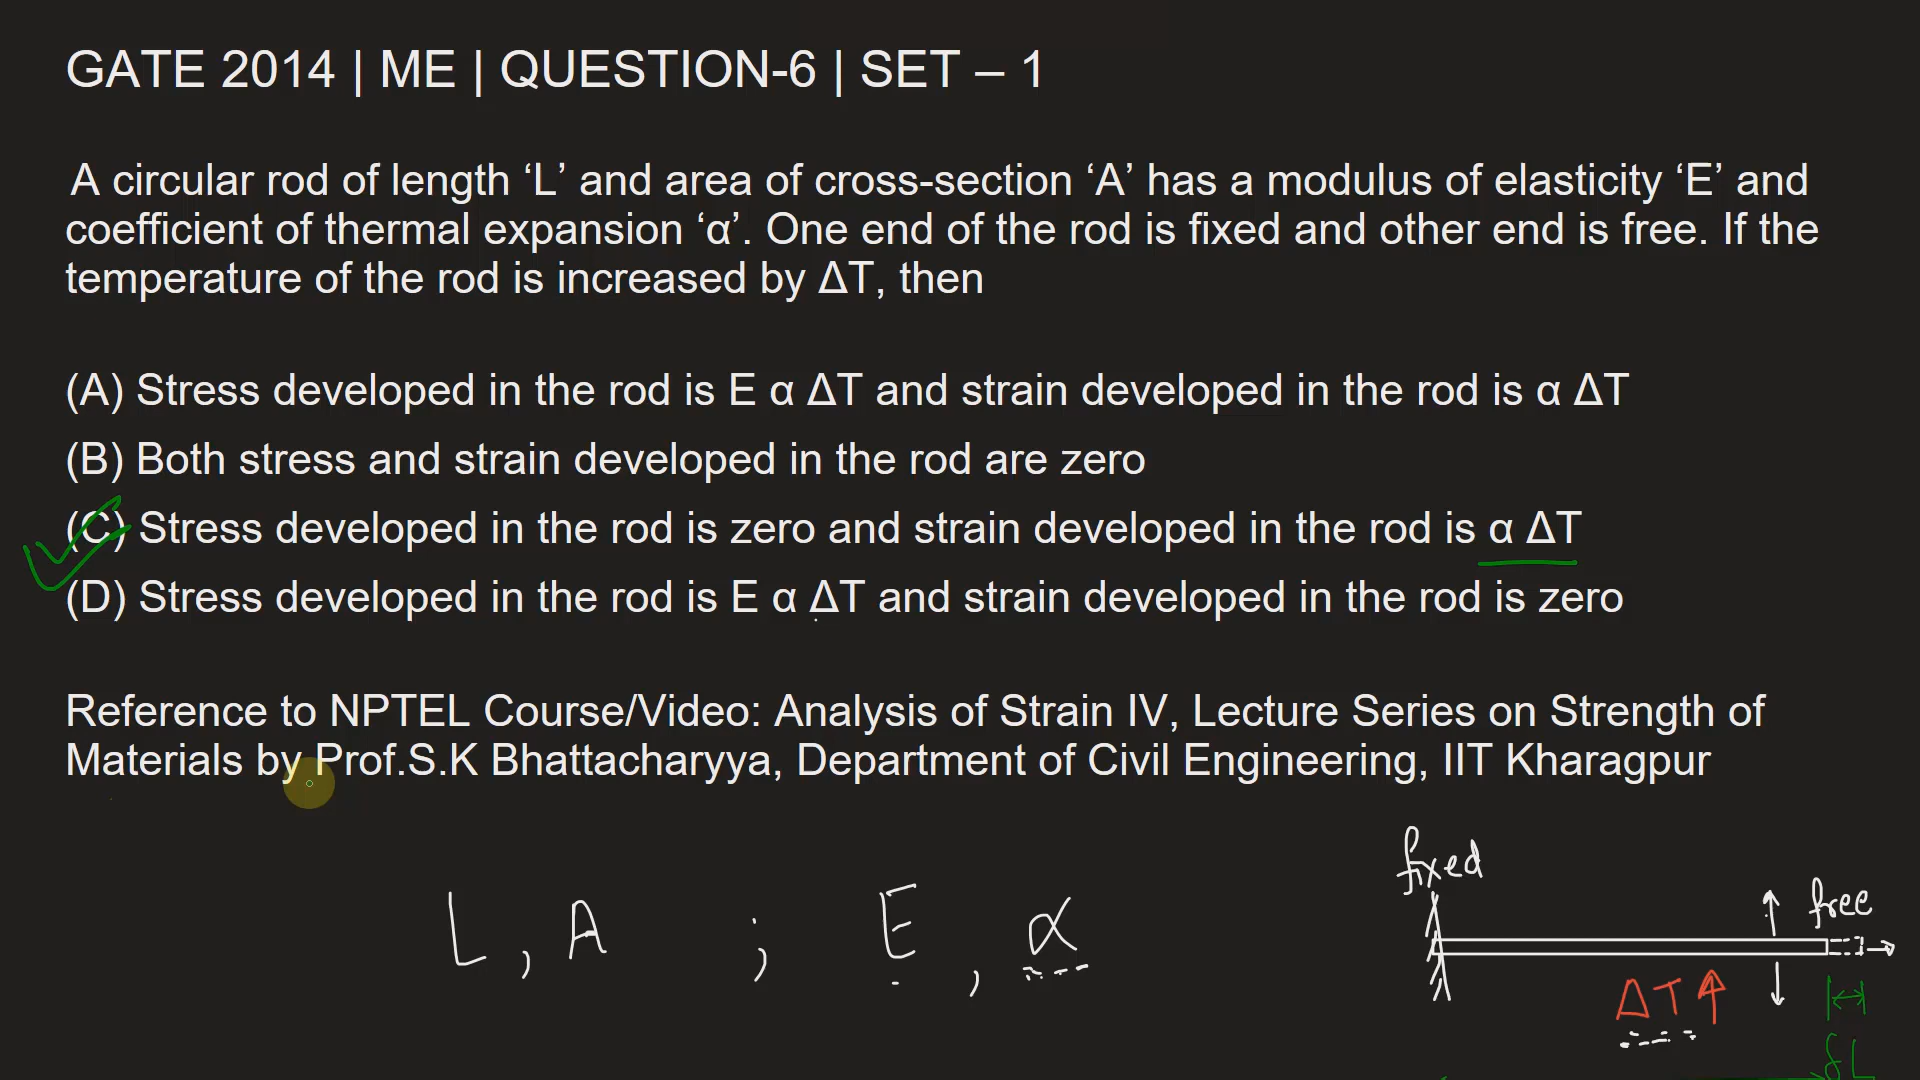 GATE 2014 | ME | QUESTION-6 | SET – 1
A circular rod of length ‘L’ and area of cross-section ‘A’ has a modulus of elasticity ‘E’ and
coefficient of thermal expansion ‘α’. One end of the rod is fixed and other end is free. If the
temperature of the rod is increased by ΔT, then
(A) Stress developed in the rod is E α ΔT and strain developed in the rod is α ΔT
(B) Both stress and strain developed in the rod are zero
(C) Stress developed in the rod is zero and strain developed in the rod is α ΔT
(D) Stress developed in the rod is E α ΔT and strain developed in the rod is zero
Reference to NPTEL Course/Video: Analysis of Strain IV, Lecture Series on Strength of
Materials by Prof.S.K Bhattacharyya, Department of Civil Engineering, IIT Kharagpur
fixed
free
L, A ; E, α
ΔT↑
δL